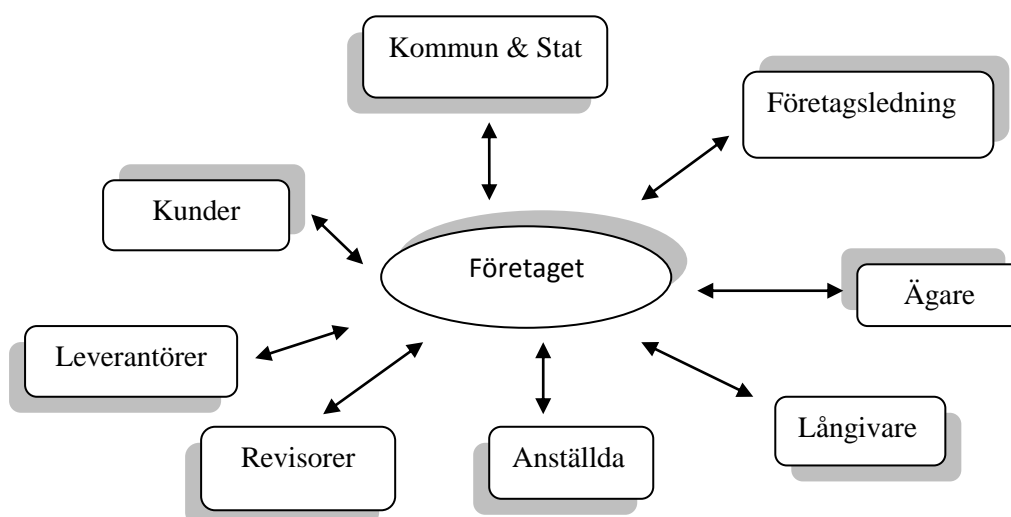 Kommun & Stat
Företagsledning
Kunder
Företaget
Ägare
Leverantörer
Långivare
Revisorer
Anställda